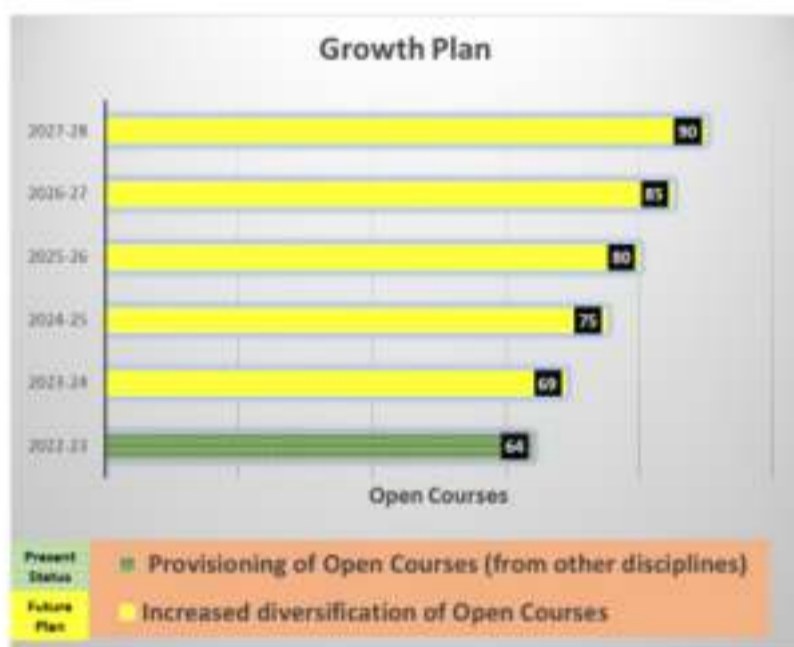 Growth Plan
2027-28
90
2026-27
85
2025-26
80
2024-25
75
2023-24
69
2022-23
64
Open Courses
Present
Status
Provisioning of Open Courses (from other disciplines)
Future
Plan
Increased diversification of Open Courses